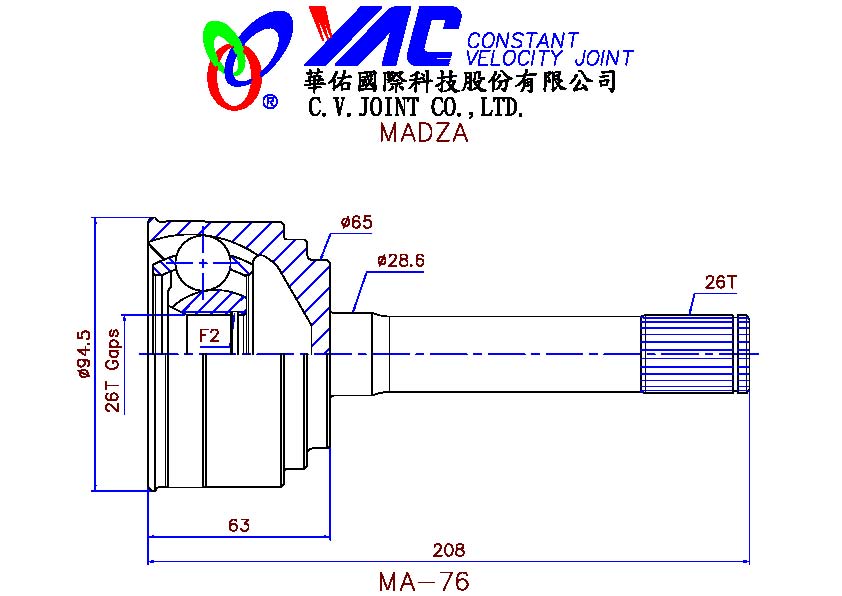 YAC CONSTANT
VELOCITY JOINT
®
華佑國際科技股份有限公司
C.V.JOINT CO.,LTD.
MADZA
ø65
ø28.6
26T
F2
ø94.5
26T Gaps
63
208
MA-76